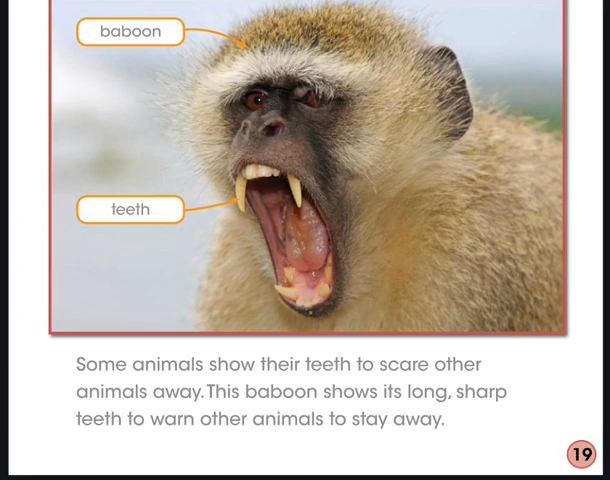 baboon
teeth
Some animals show their teeth to scare other
animals away. This baboon shows its long, sharp
teeth to warn other animals to stay away.
19